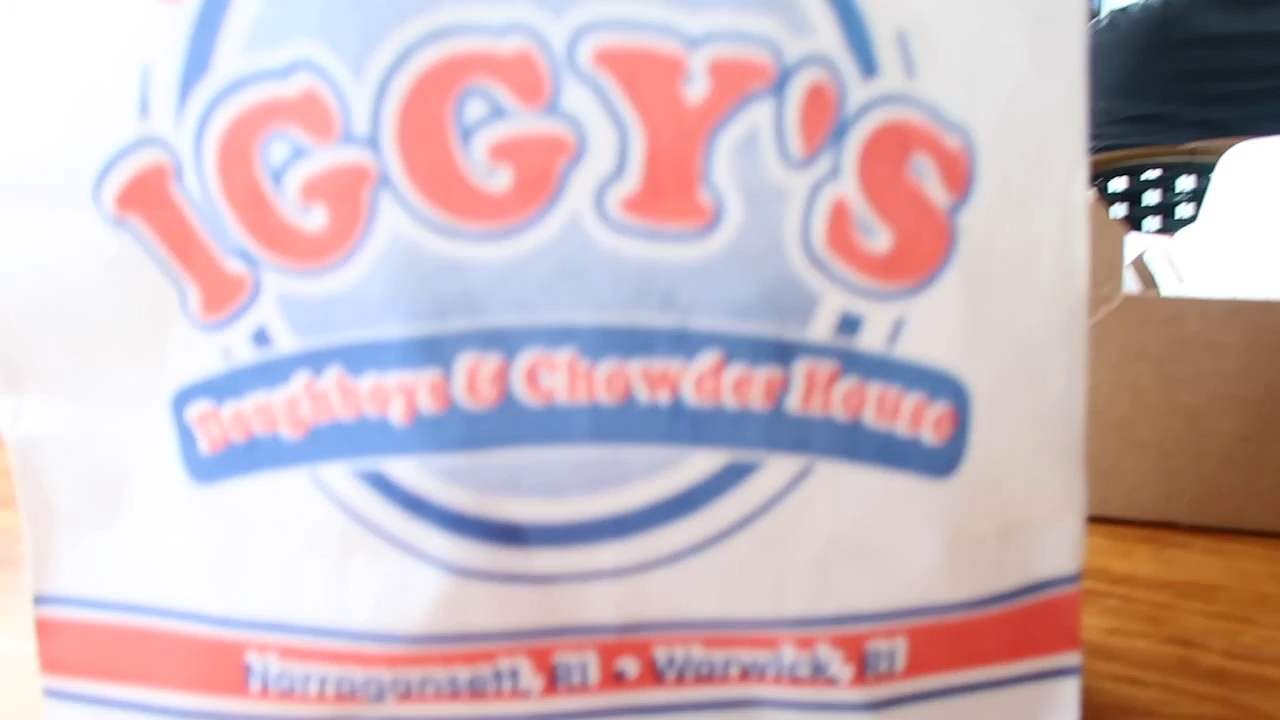 IGGY'S
Doughboys & Chowder House
Narragansett, RI • Warwick, RI